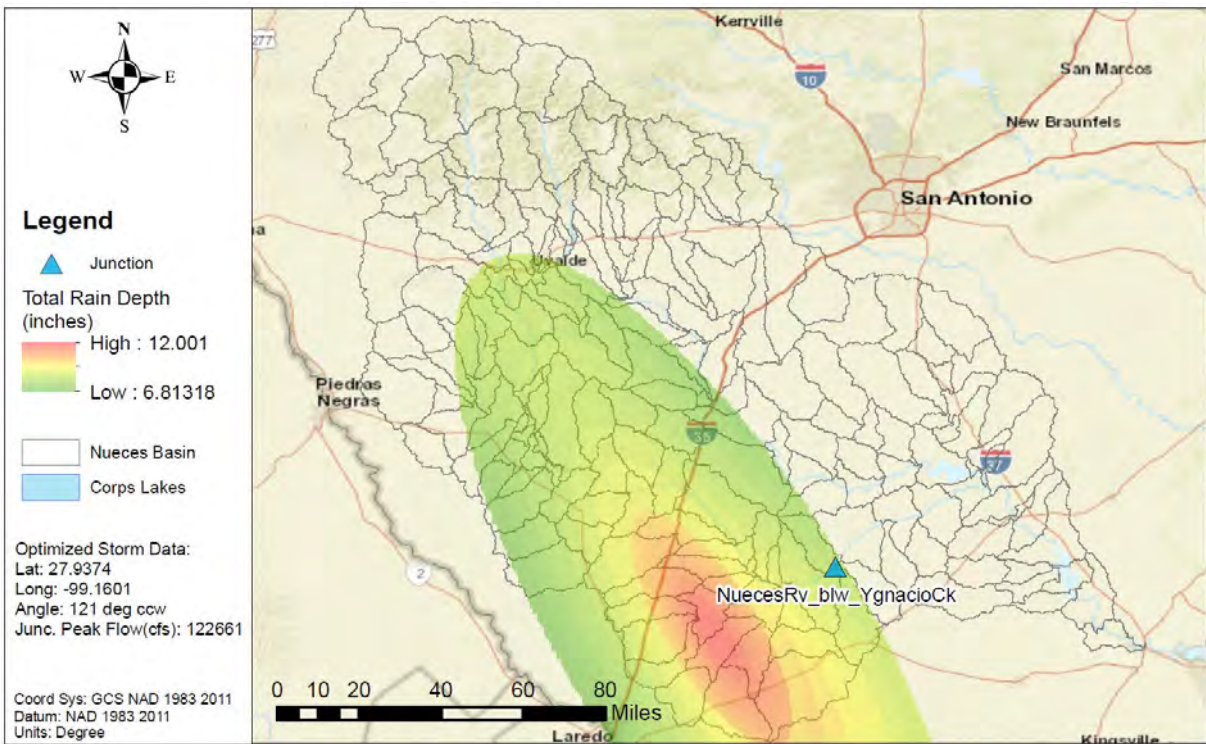 N
W E
S
Legend
Junction
Total Rain Depth
(inches)
High : 12.001
Low : 6.81318
Nueces Basin
Corps Lakes
Optimized Storm Data:
Lat: 27.9374
Long: -99.1601
Angle: 121 deg ccw
Junc. Peak Flow(cfs): 122661
Coord Sys: GCS NAD 1983 2011
Datum: NAD 1983 2011
Units: Degree
277
Kerrville
10
San Marcos
New Braunfels
San Antonio
na
Uvalde
Piedras
Negras
35
37
2
NuecesRv_blw_YgnacioCk
0 10 20 40 60 80
Miles
Laredo
Kingsville